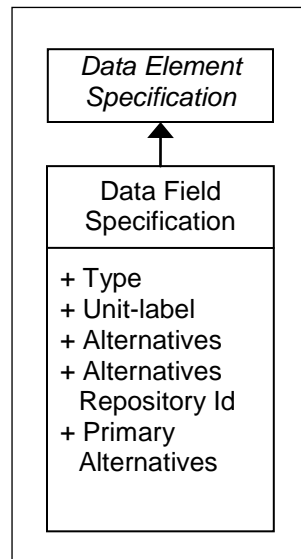 Data Element
Specification
Data Field
Specification
+ Type
+ Unit-label
+ Alternatives
+ Alternatives
Repository Id
+ Primary
Alternatives